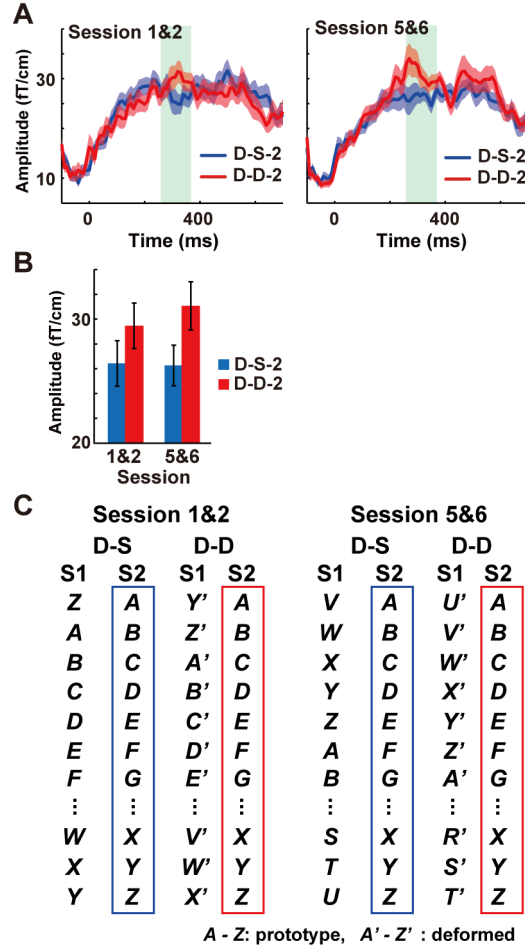 A
Session 1&2
Session 5&6
Amplitude (fT/cm)
30
10
D-S-2
D-D-2
D-S-2
D-D-2
0
400
0
400
Time (ms)
Time (ms)
B
Amplitude (fT/cm)
30
20
D-S-2
D-D-2
1&2
5&6
Session
C
Session 1&2
Session 5&6
D-S
D-D
D-S
D-D
S1 S2 S1 S2 S1 S2 S1 S2
Z A Y' A V A U' A
A B Z' B W B V' B
B C A' C X C W' C
C D B' D Y D X' D
D E C' E Z E Y' E
E F D' F A F Z' F
F G E' G B G A' G
⋮ ⋮ ⋮ ⋮ ⋮ ⋮ ⋮ ⋮
W X V' X S X R' X
X Y W' Y T Y S' Y
Y Z X' Z U Z T' Z
A - Z: prototype, A' - Z' : deformed